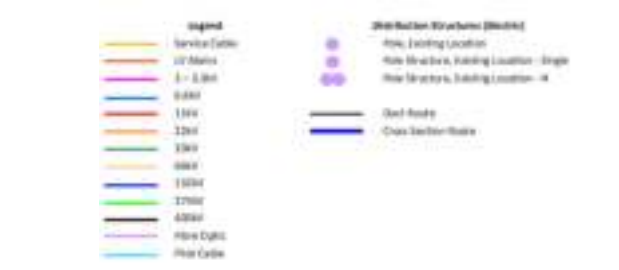 Legend
Service Cable
LV Mains
2 - 3.3kV
6.6kV
11kV
22kV
33kV
66kV
132kV
275kV
400kV
Fibre Optic
Pilot Cable
Distribution Structures (Electric)
Pole, Existing Location
Pole Structure, Existing Location - Single
Pole Structure, Existing Location - H
Duct Route
Cross Section Route